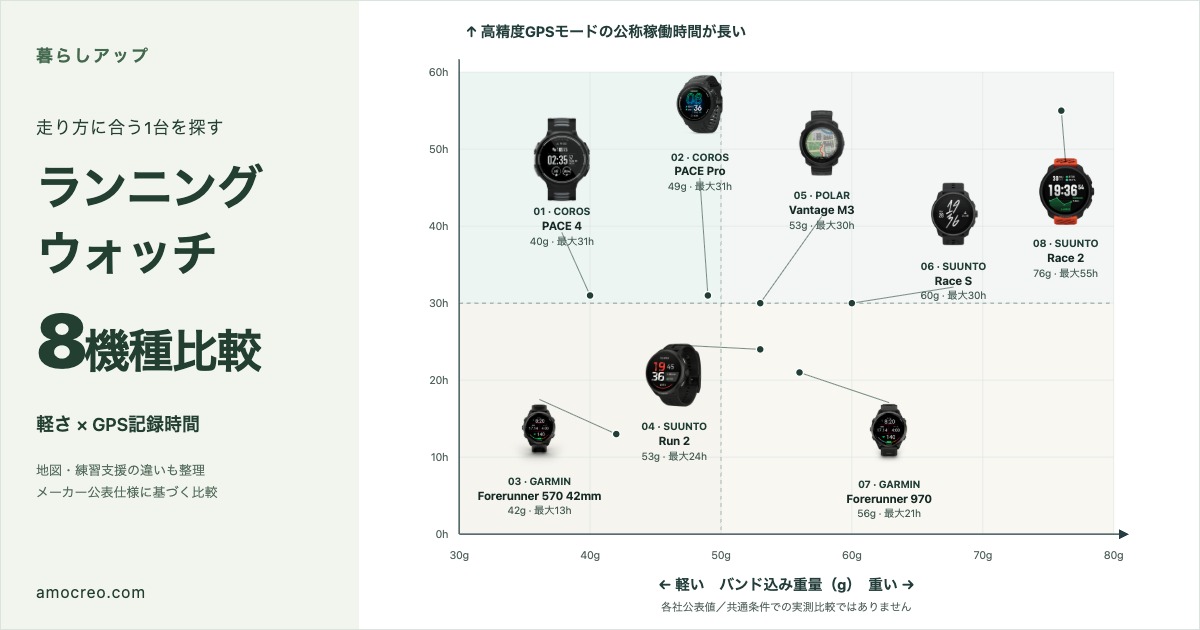 暮らしアップ
走り方に合う1台を探す
ランニング
ウォッチ
8機種比較
軽さ × GPS記録時間
地図・練習支援の違いも整理
メーカー公表仕様に基づく比較
amocreo.com
↑ 高精度GPSモードの公称稼働時間が長い
60h
50h
40h
30h
20h
10h
0h
30g
40g
50g
60g
70g
80g
01 · COROS
PACE 4
40g · 最大31h
02 · COROS
PACE Pro
49g · 最大31h
05 · POLAR
Vantage M3
53g · 最大30h
06 · SUUNTO
Race S
60g · 最大30h
08 · SUUNTO
Race 2
76g · 最大55h
03 · GARMIN
Forerunner 570 42mm
42g · 最大13h
04 · SUUNTO
Run 2
53g · 最大24h
07 · GARMIN
Forerunner 970
56g · 最大21h
← 軽い　バンド込み重量（g）　重い →
各社公表値／共通条件での実測比較ではありません
02:35
19:36